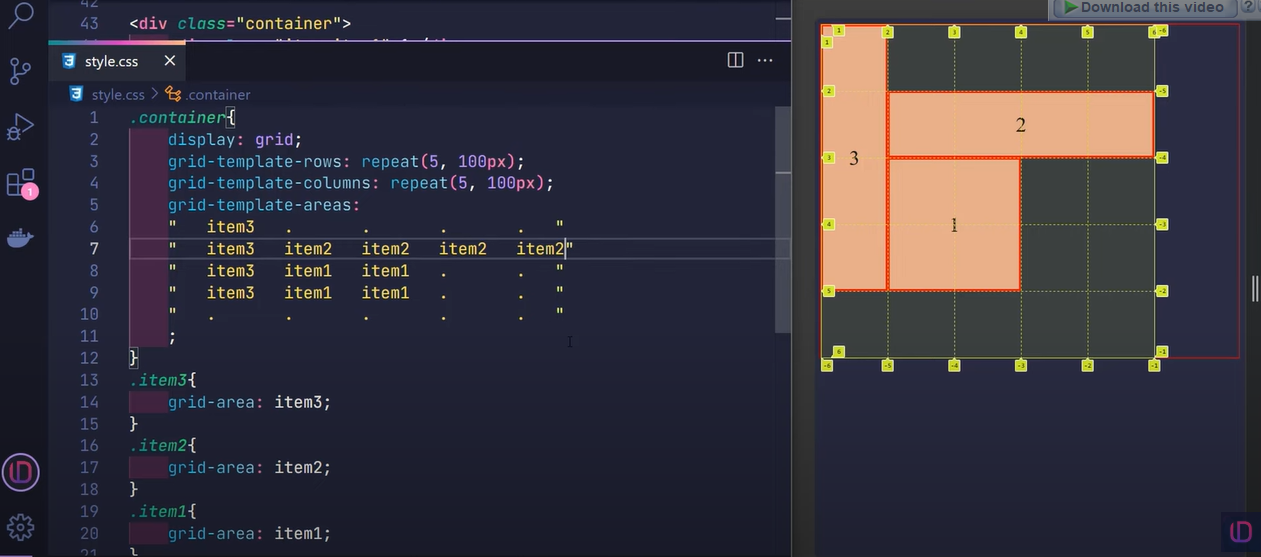 42
43 <div class="container">
style.css
style.css > .container
1 .container{
2 display: grid;
3 grid-template-rows: repeat(5, 100px);
4 grid-template-columns: repeat(5, 100px);
5 grid-template-areas:
6 " item3 . . . . "
7 " item3 item2 item2 item2 item2"
8 " item3 item1 item1 . . "
9 " item3 item1 item1 . . "
10 " . . . . . "
11 ;
12 }
13 .item3{
14 grid-area: item3;
15 }
16 .item2{
17 grid-area: item2;
18 }
19 .item1{
20 grid-area: item1;
21 }
1
Download this video ?
1 2 3 4 5 6 -6
1
2 -5
2
3 3 -4
4 1 -3
5 -2
6 -1
-6 -5 -4 -3 -2 -1